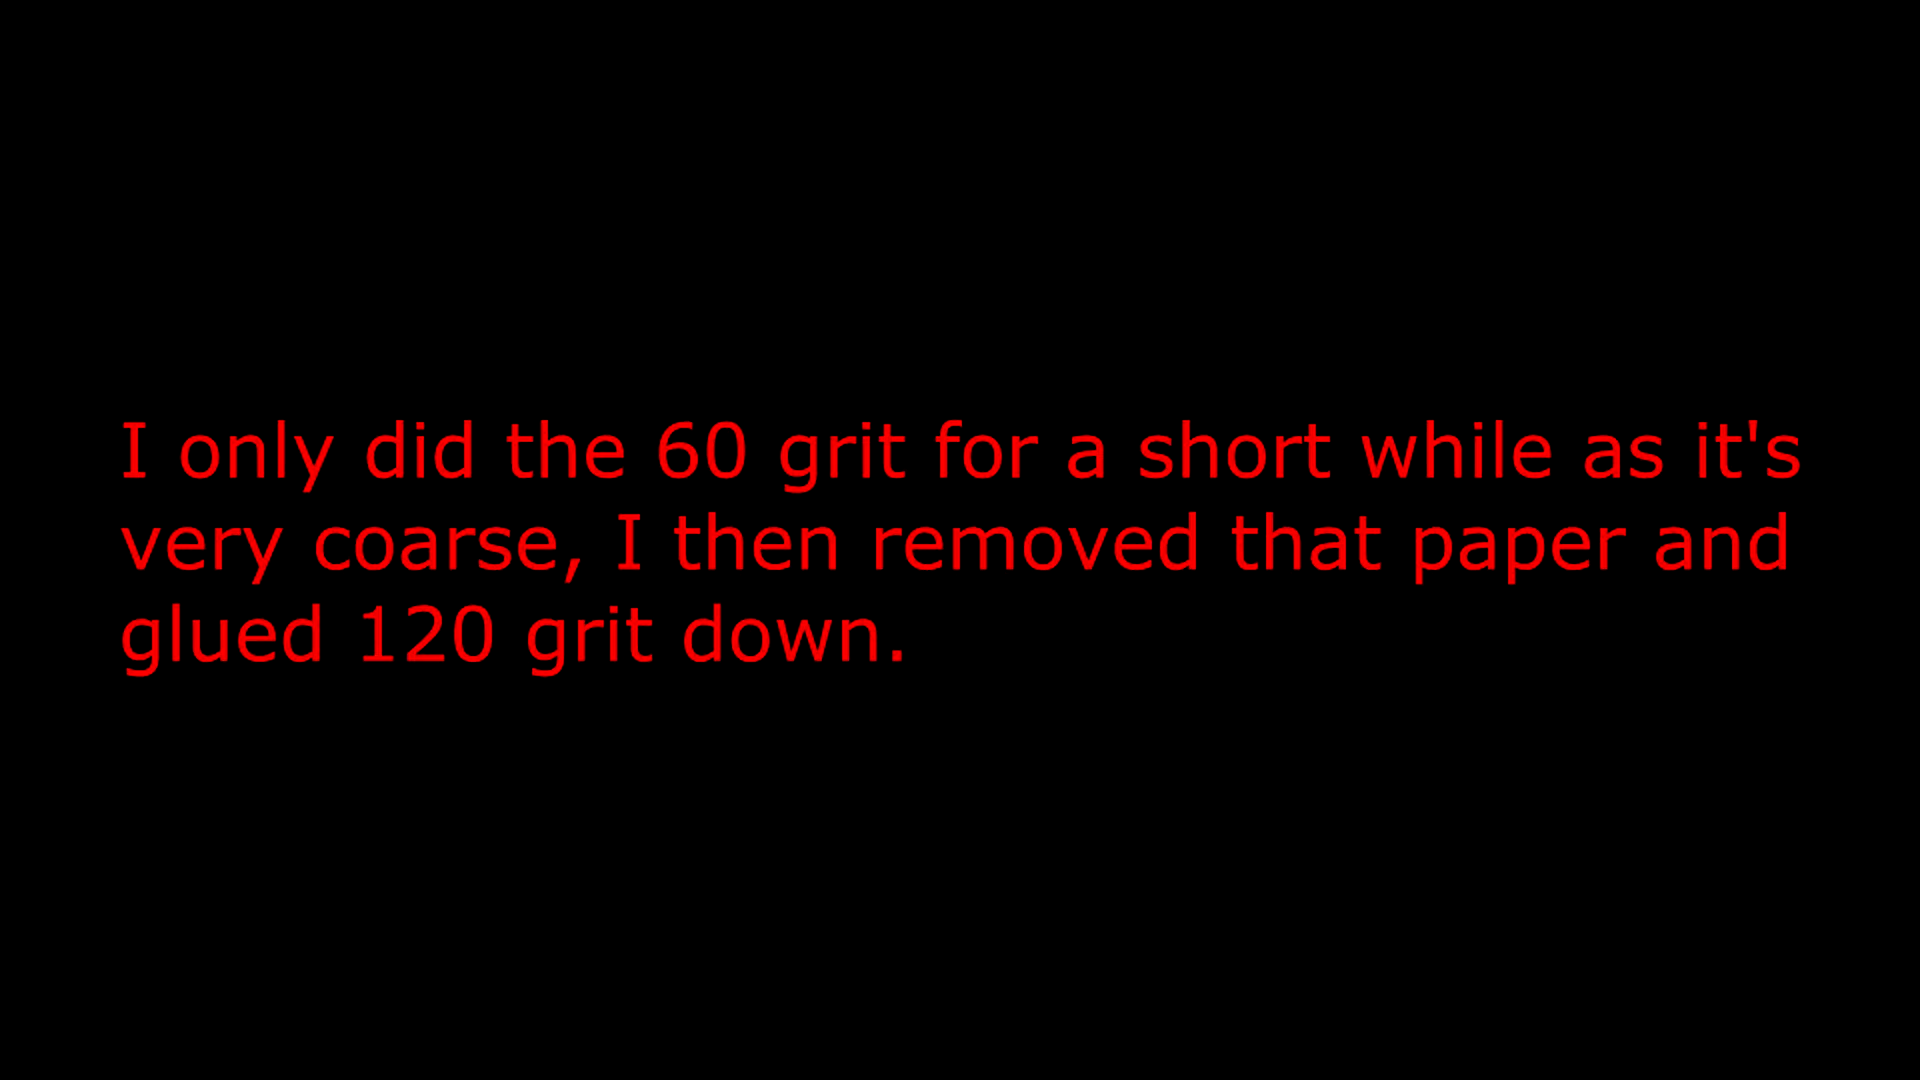 I only did the 60 grit for a short while as it's
very coarse, I then removed that paper and
glued 120 grit down.